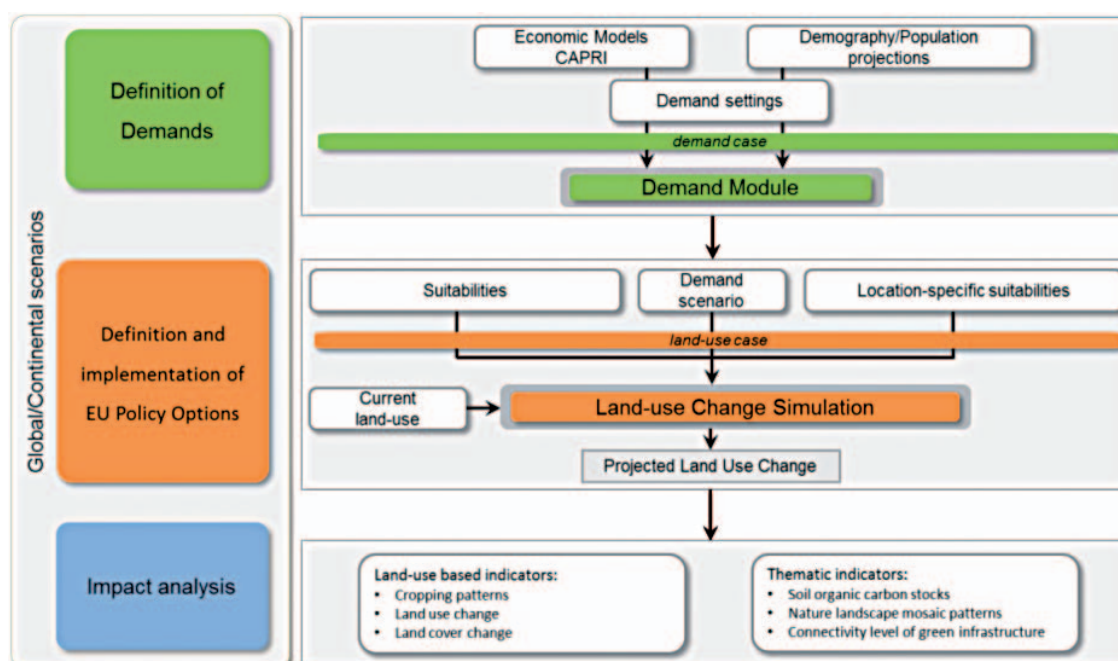 Global/Continental scenarios
Definition of
Demands
Economic Models
CAPRI
Demography/Population
projections
Demand settings
demand case
Demand Module
Definition and
implementation of
EU Policy Options
Suitabilities
Demand
scenario
Location-specific suitabilities
land-use case
Current
land-use
Land-use Change Simulation
Projected Land Use Change
Impact analysis
Land-use based indicators:
• Cropping patterns
• Land use change
• Land cover change
Thematic indicators:
• Soil organic carbon stocks
• Nature landscape mosaic patterns
• Connectivity level of green infrastructure